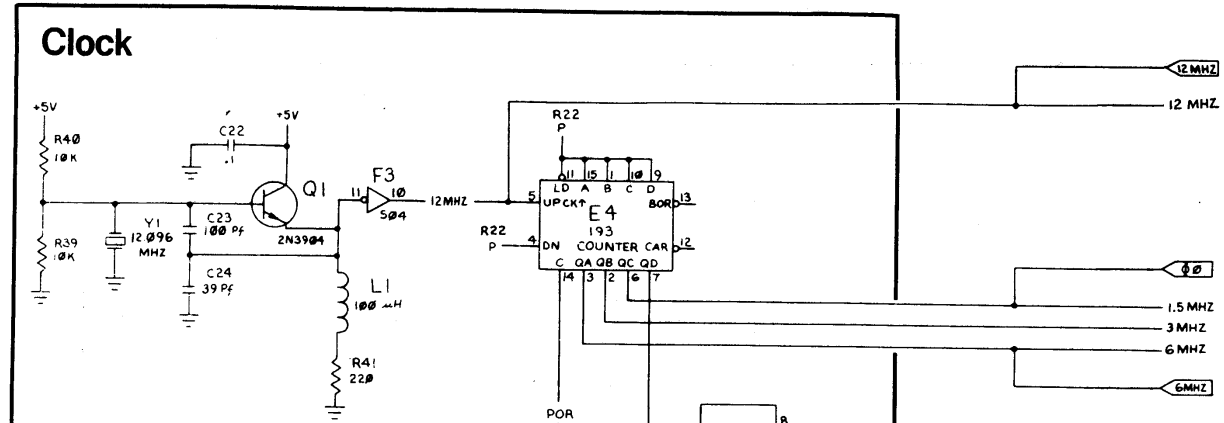 Clock
12 MHZ
12 MHZ
+5V
+5V
C22
.1
R22
P
R40
10K
F3
Q1
11
10
S04
12MHZ
11 15 1 10 9
LD A B C D
5
UP CK↑
BOR
13
E4
193
Y1
12.096
MHZ
C23
100 Pf
2N3904
R39
10K
R22
P
4
DN
COUNTER
CAR
12
C QA QB QC QD
14 3 2 6 7
C24
39 Pf
L1
100 uH
ϕ0
1.5 MHZ
3 MHZ
6 MHZ
R41
220
6MHZ
POR
R